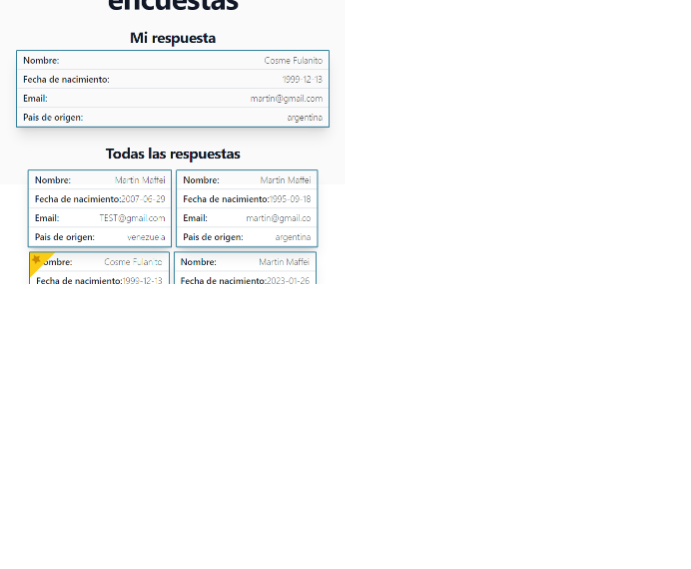 encuestas
Mi respuesta
Nombre: Cosme Fulanito
Fecha de nacimiento: 1999-12-13
Email: martin@gmail.com
Pais de origen: argentina
Todas las respuestas
Nombre: Martin Maffei
Fecha de nacimiento:2007-06-29
Email: TEST@gmail.com
Pais de origen: venezuela
Nombre: Martin Maffei
Fecha de nacimiento:1995-09-18
Email: martin@gmail.co
Pais de origen: argentina
ombre: Cosme Fulanito
Fecha de nacimiento:1999-12-13
Nombre: Martin Maffei
Fecha de nacimiento:2023-01-26